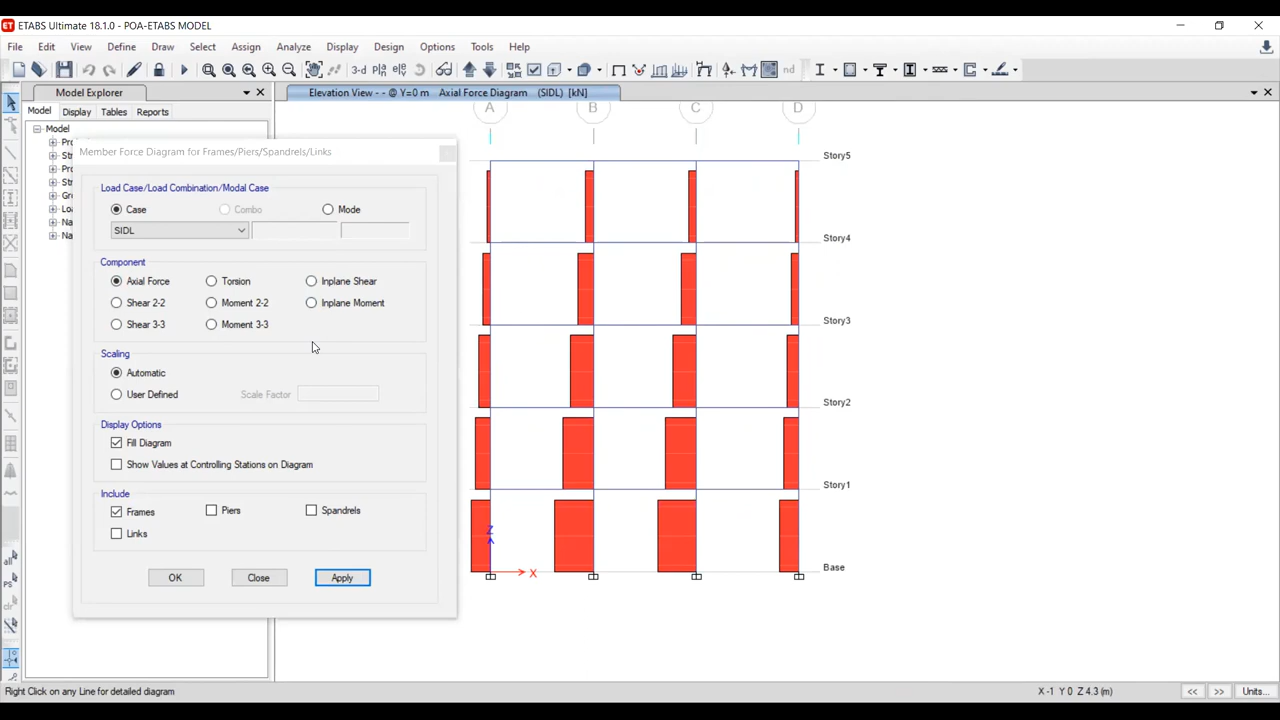 ETABS Ultimate 18.1.0 - POA-ETABS MODEL
File Edit View Define Draw Select Assign Analyze Display Design Options Tools Help
3-d nd
Model Explorer
Elevation View - - @ Y=0 m Axial Force Diagram (SIDL) [kN]
Model Display Tables Reports
Model
A B C D
Member Force Diagram for Frames/Piers/Spandrels/Links
Load Case/Load Combination/Modal Case
Case Combo Mode
SIDL
Component
Axial Force Torsion Inplane Shear
Shear 2-2 Moment 2-2 Inplane Moment
Shear 3-3 Moment 3-3
Scaling
Automatic
User Defined Scale Factor
Display Options
Fill Diagram
Show Values at Controlling Stations on Diagram
Include
Frames Piers Spandrels
Links
OK Close Apply
Story5
Story4
Story3
Story2
Story1
Base
Z
X
all
PS
clr
Right Click on any Line for detailed diagram
X -1 Y 0 Z 4.3 (m)
<< >> Units...